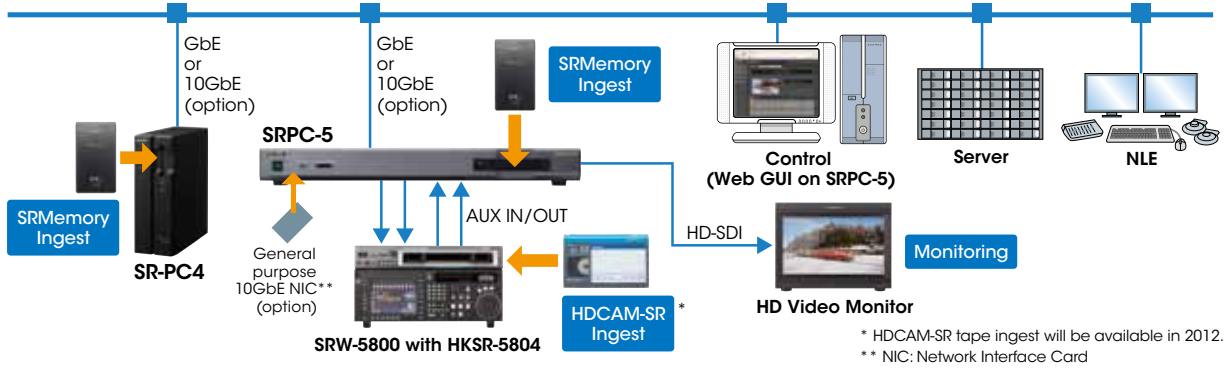 GbE
or
10GbE
(option)
GbE
or
10GbE
(option)
SRMemory
Ingest
SRPC-5
Control
(Web GUI on SRPC-5)
Server
NLE
SRMemory
Ingest
SR-PC4
General
purpose
10GbE NIC**
(option)
AUX IN/OUT
HD-SDI
Monitoring
HDCAM-SR *
Ingest
SRW-5800 with HKSR-5804
HD Video Monitor
* HDCAM-SR tape ingest will be available in 2012.
** NIC: Network Interface Card